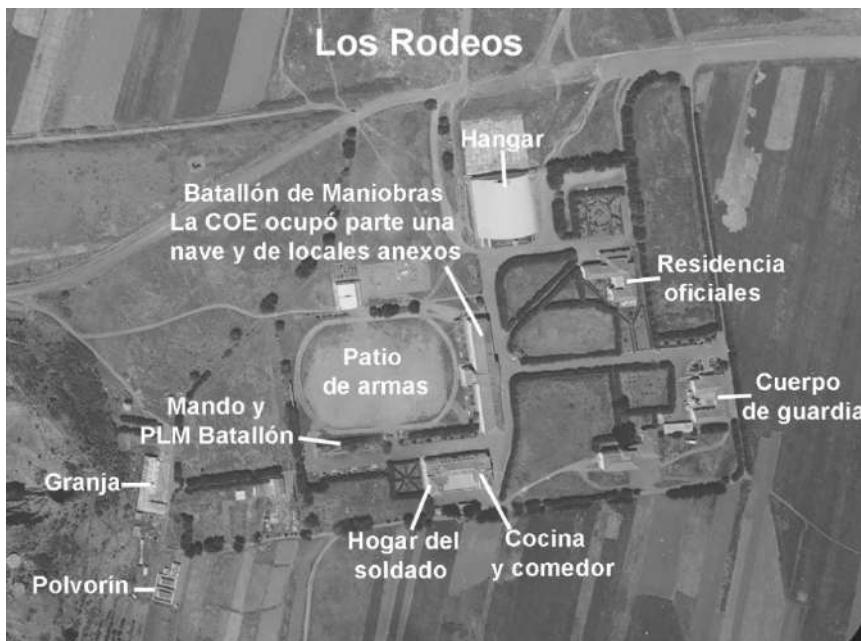 Los Rodeos
Hangar
Batallón de Maniobras
La COE ocupó parte una
nave y de locales anexos
Residencia
oficiales
Patio
de armas
Cuerpo
de guardia
Mando y
PLM Batallón
Granja
Hogar del
soldado
Cocina
y comedor
Polvorín